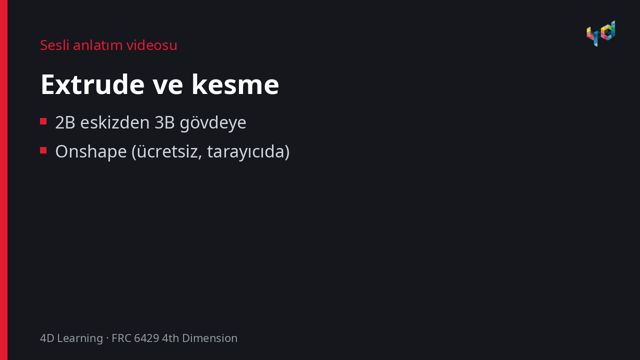 Sesli anlatım videosu
4d
Extrude ve kesme
2B eskizden 3B gövdeye
Onshape (ücretsiz, tarayıcıda)
4D Learning · FRC 6429 4th Dimension